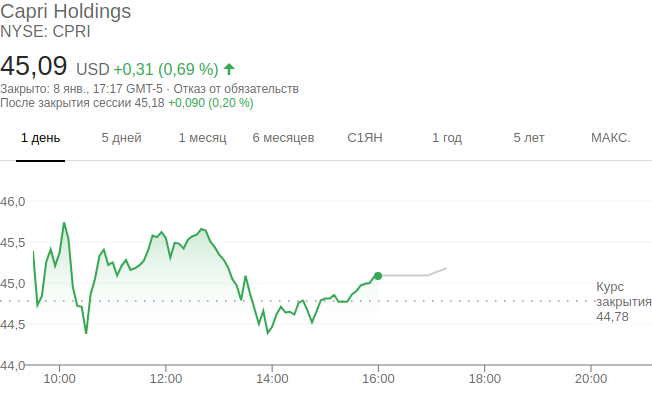 Capri Holdings
NYSE: CPRI
45,09 USD +0,31 (0,69 %)
Закрыто: 8 янв., 17:17 GMT-5 · Отказ от обязательств
После закрытия сессии 45,18 +0,090 (0,20 %)
1 день 5 дней 1 месяц 6 месяцев С1ЯН 1 год 5 лет МАКС.
46,0
45,5
45,0
Курс
закрытия
44,78
44,5
44,0
10:00 12:00 14:00 16:00 18:00 20:00